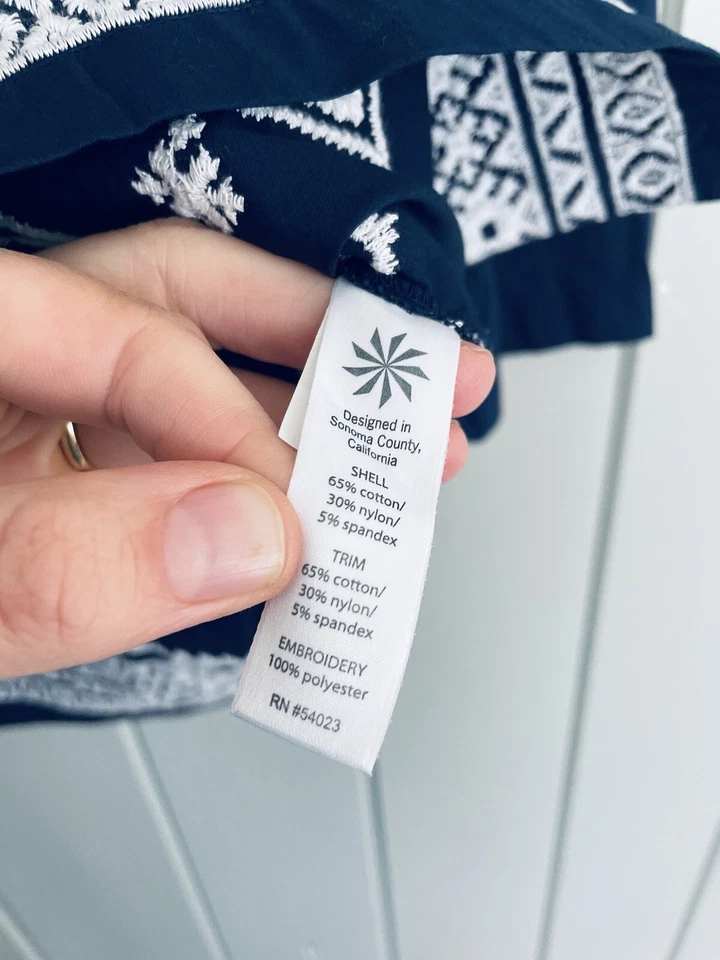 Designed in
Sonoma County,
California
SHELL
65% cotton/
30% nylon/
5% spandex
TRIM
65% cotton/
30% nylon/
5% spandex
EMBROIDERY
100% polyester
RN #54023